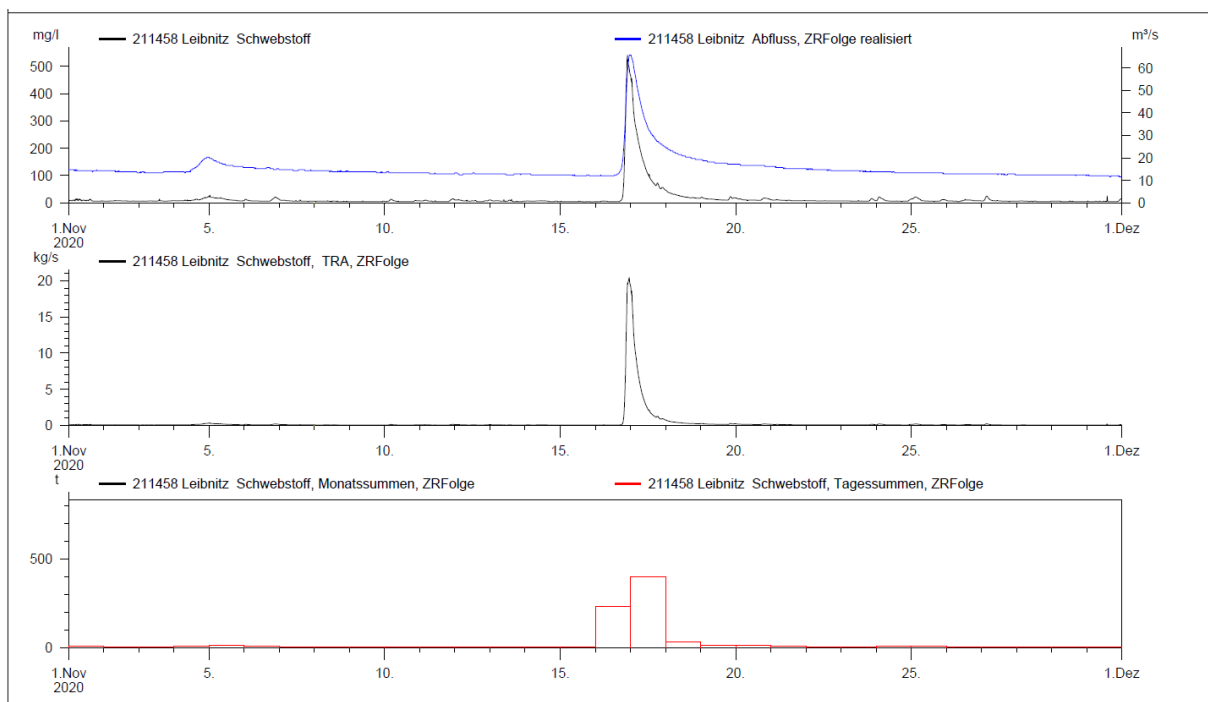 mg/l
211458 Leibnitz Schwebstoff
211458 Leibnitz Abfluss, ZRFolge realisiert
m³/s
500
400
300
200
100
0
60
50
40
30
20
10
0
1.Nov 5. 10. 15. 20. 25. 1.Dez
2020
kg/s
211458 Leibnitz Schwebstoff, TRA, ZRFolge
20
15
10
5
0
1.Nov 5. 10. 15. 20. 25. 1.Dez
2020
t
211458 Leibnitz Schwebstoff, Monatssummen, ZRFolge
211458 Leibnitz Schwebstoff, Tagessummen, ZRFolge
500
0
1.Nov 5. 10. 15. 20. 25. 1.Dez
2020